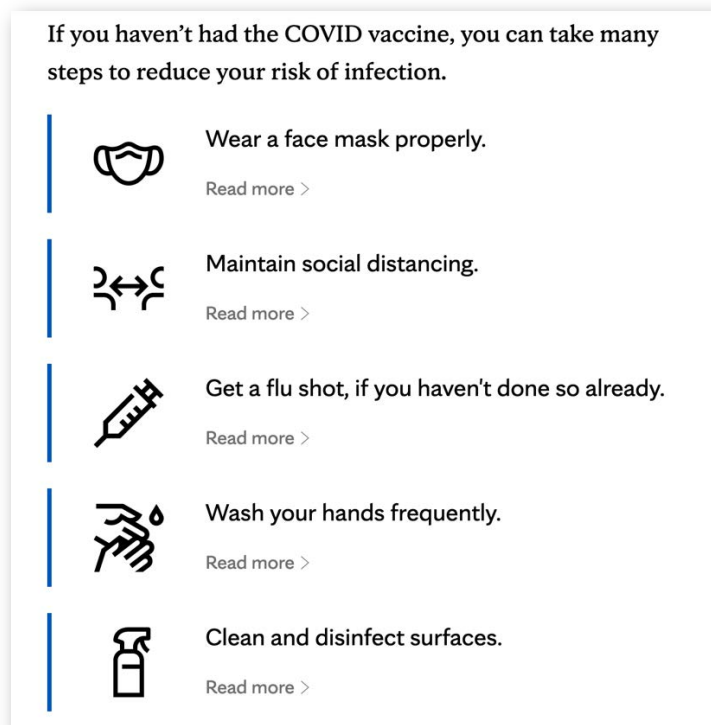 If you haven’t had the COVID vaccine, you can take many
steps to reduce your risk of infection.
Wear a face mask properly.
Read more >
Maintain social distancing.
Read more >
Get a flu shot, if you haven't done so already.
Read more >
Wash your hands frequently.
Read more >
Clean and disinfect surfaces.
Read more >